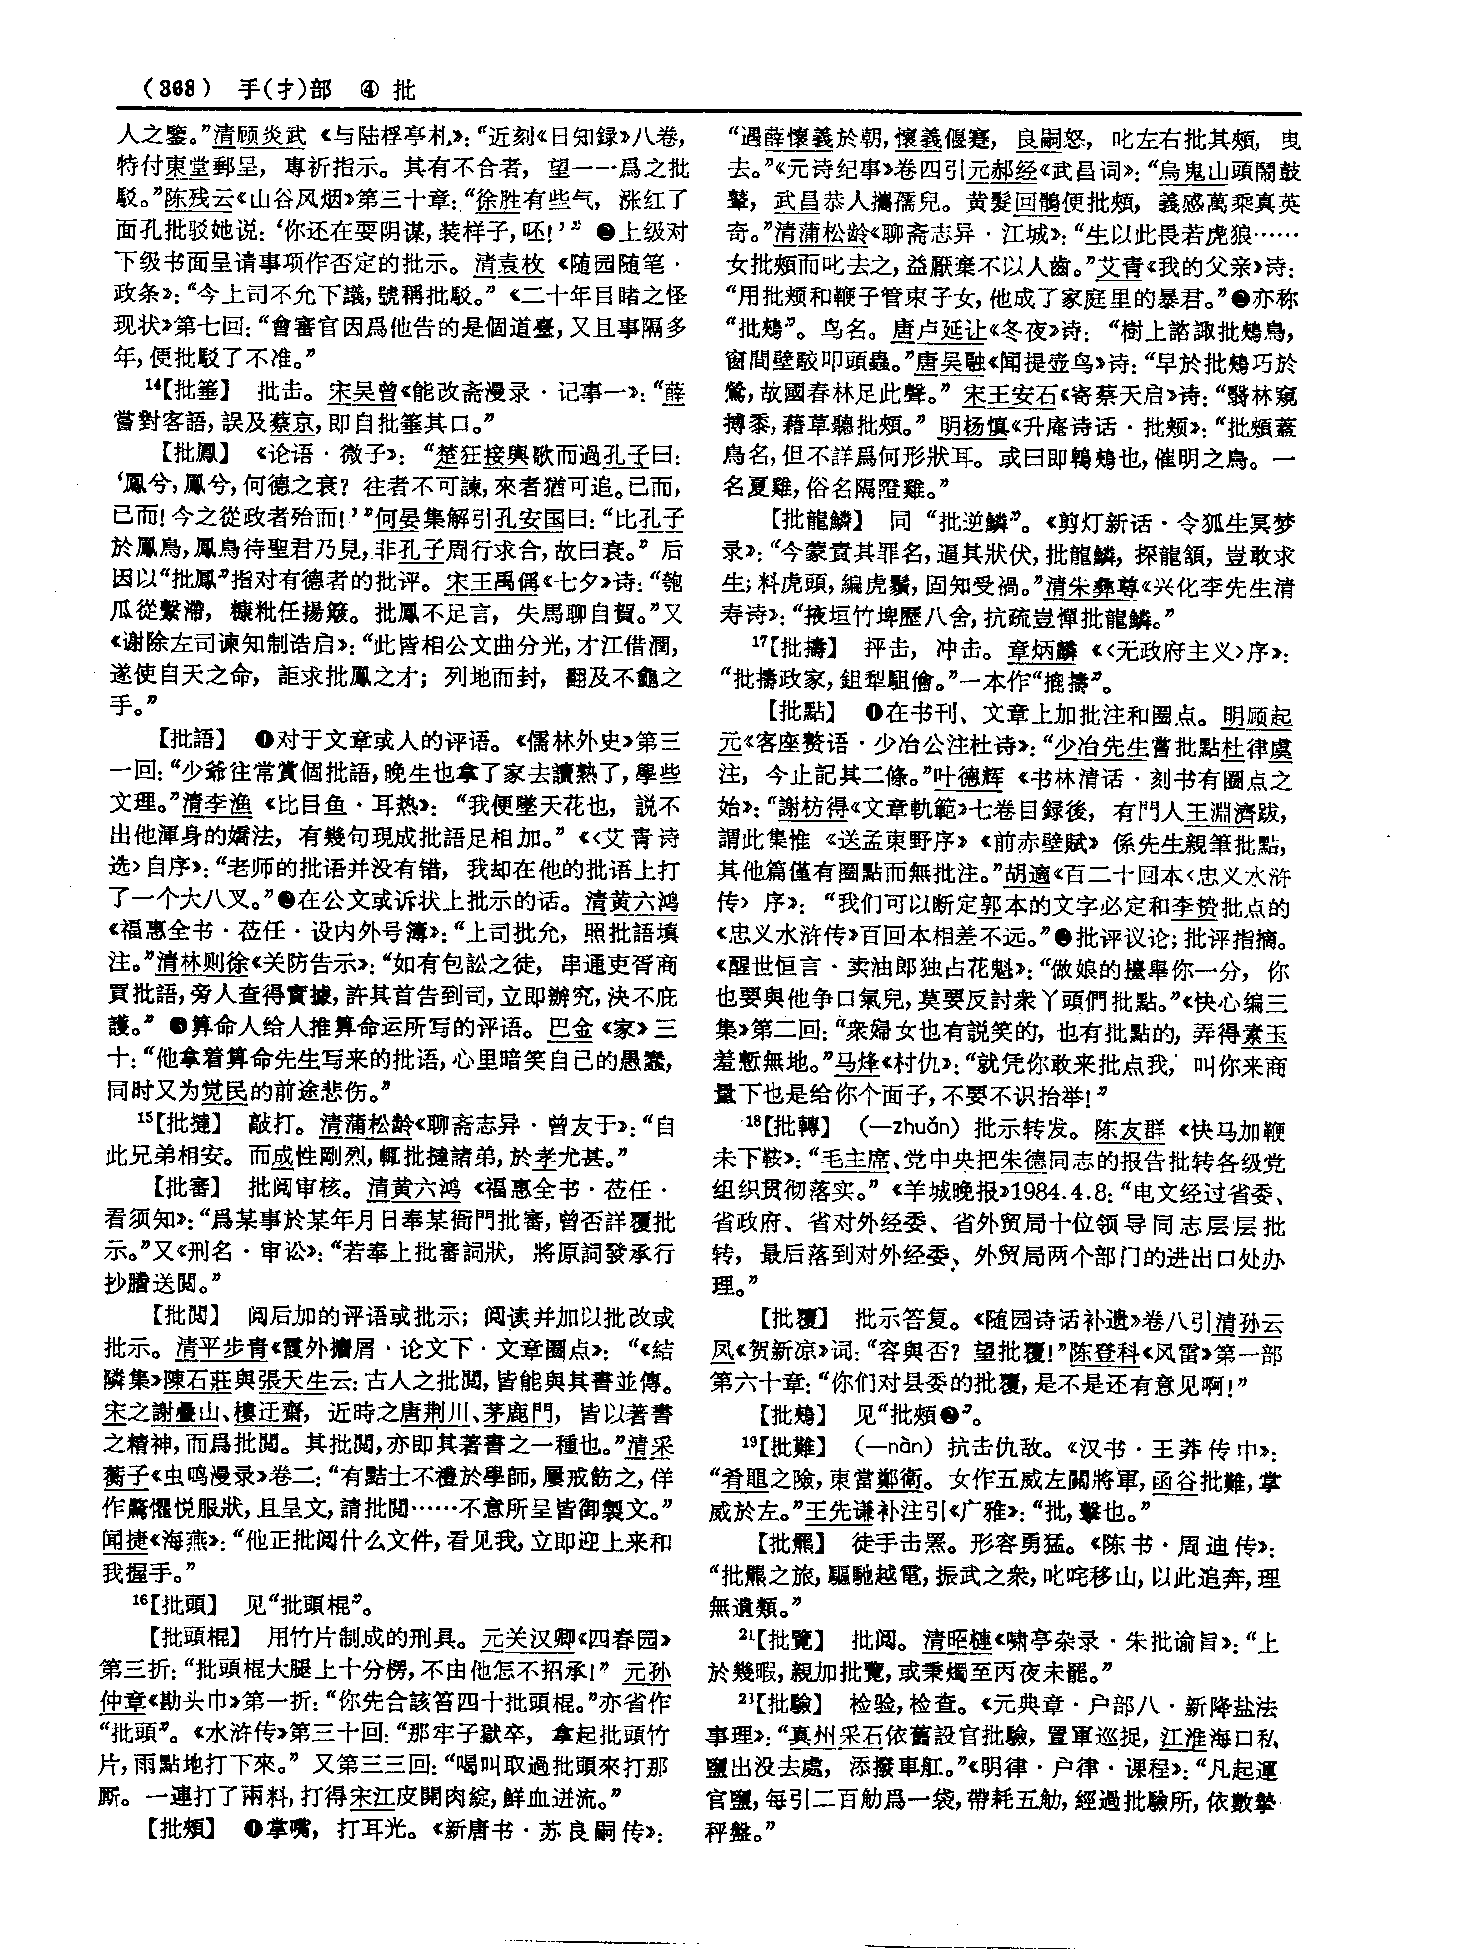 （368） 手(扌)部 ④ 批
人之鑒。”清顾炎武《与陆桴亭札》：“近刻《日知録》八卷，
特付東堂郵呈，專祈指示。其有不合者，望一一爲之批
駁。”陈残云《山谷风烟》第三十章：“徐胜有些气，涨红了
面孔批驳她说：‘你还在耍阴谋，装样子，呸！’”❷上级对
下级书面呈请事项作否定的批示。清袁枚《随园随笔·
政条》：“今上司不允下議，號稱批駁。”《二十年目睹之怪
现状》第七回：“會審官因爲他告的是個道臺，又且事隔多
年，便批駁了不准。”
¹⁴【批箠】 批击。宋吴曾《能改斋漫录·记事一》：“薛
嘗對客語，誤及蔡京，即自批箠其口。”
【批鳳】 《论语·微子》：“楚狂接輿歌而過孔子曰：
‘鳳兮，鳳兮，何德之衰？往者不可諫，來者猶可追。已而，
已而！今之從政者殆而！’”何晏集解引孔安国曰：“比孔子
於鳳鳥，鳳鳥待聖君乃見，非孔子周行求合，故曰衰。”后
因以“批鳳”指对有德者的批评。宋王禹偁《七夕》诗：“匏
瓜從繫滯，糠粃任揚簸。批鳳不足言，失馬聊自賀。”又
《谢除左司谏知制诰启》：“此皆相公文曲分光，才江借潤，
遂使自天之命，詎求批鳳之才；列地而封，翻及不龜之
手。”
【批語】 ❶对于文章或人的评语。《儒林外史》第三
一回：“少爺往常賞個批語，晚生也拿了家去讀熟了，學些
文理。”清李渔《比目鱼·耳热》：“我便墜天花也，説不
出他渾身的嬌法，有幾句現成批語足相加。”《〈艾青诗
选〉自序》：“老师的批语并没有错，我却在他的批语上打
了一个大八叉。”❷在公文或诉状上批示的话。清黄六鸿
《福惠全书·莅任·设内外号簿》：“上司批允，照批語填
注。”清林则徐《关防告示》：“如有包訟之徒，串通吏胥商
買批語，旁人查得實據，許其首告到司，立即辦究，决不庇
護。”❸算命人给人推算命运所写的评语。巴金《家》三
十：“他拿着算命先生写来的批语，心里暗笑自己的愚蠢，
同时又为觉民的前途悲伤。”
¹⁵【批撻】 敲打。清蒲松龄《聊斋志异·曾友于》：“自
此兄弟相安。而成性剛烈，輒批撻諸弟，於孝尤甚。”
【批審】 批阅审核。清黄六鸿《福惠全书·莅任·
看须知》：“爲某事於某年月日奉某衙門批審，曾否詳覆批
示。”又《刑名·审讼》：“若奉上批審詞狀，將原詞發承行
抄謄送閲。”
【批閲】 阅后加的评语或批示；阅读并加以批改或
批示。清平步青《霞外攟屑·论文下·文章圈点》：“《結
隣集》陳石莊與張天生云：古人之批閲，皆能與其書並傳。
宋之謝疊山、樓迂齋，近時之唐荆川、茅鹿門，皆以著書
之精神，而爲批閲。其批閲，亦即其著書之一種也。”清采
蘅子《虫鸣漫录》卷二：“有黠士不禮於學師，屢戒飭之，佯
作驚懼悦服狀，且呈文，請批閲……不意所呈皆御製文。”
闻捷《海燕》：“他正批阅什么文件，看见我，立即迎上来和
我握手。”
¹⁶【批頭】 见“批頭棍”。
【批頭棍】 用竹片制成的刑具。元关汉卿《四春园》
第三折：“批頭棍大腿上十分楞，不由他怎不招承！”元孙
仲章《勘头巾》第一折：“你先合該笞四十批頭棍。”亦省作
“批頭”。《水浒传》第三十回：“那牢子獄卒，拿起批頭竹
片，雨點地打下來。”又第三三回：“喝叫取過批頭來打那
厮。一連打了兩料，打得宋江皮開肉綻，鮮血迸流。”
【批頰】 ❶掌嘴，打耳光。《新唐书·苏良嗣传》：
“遇薛懷義於朝，懷義偃蹇，良嗣怒，叱左右批其頰，曳
去。”《元诗纪事》卷四引元郝经《武昌词》：“烏鬼山頭鬧鼓
鼙，武昌恭人攜孺兒。黄髮回鶻便批頰，義感萬乘真英
奇。”清蒲松龄《聊斋志异·江城》：“生以此畏若虎狼……
女批頰而叱去之，益厭棄不以人齒。”艾青《我的父亲》诗：
“用批颊和鞭子管束子女，他成了家庭里的暴君。”❷亦称
“批鵊”。鸟名。唐卢延让《冬夜》诗：“樹上諮諏批鵊鳥，
窗間壁駁叩頭蟲。”唐吴融《闻提壶鸟》诗：“早於批鵊巧於
鶯，故國春林足此聲。”宋王安石《寄蔡天启》诗：“翳林窺
搏黍，藉草聽批頰。”明杨慎《升庵诗话·批颊》：“批頰蓋
鳥名，但不詳爲何形狀耳。或曰即鶷鵊也，催明之鳥。一
名夏雞，俗名隔隥雞。”
【批龍鱗】 同“批逆鱗”。《剪灯新话·令狐生冥梦
录》：“今蒙責其罪名，逼其狀伏，批龍鱗，探龍頷，豈敢求
生；料虎頭，編虎鬚，固知受禍。”清朱彝尊《兴化李先生清
寿诗》：“掖垣竹埤歷八舍，抗疏豈憚批龍鱗。”
¹⁷【批擣】 抨击，冲击。章炳麟《〈无政府主义〉序》：
“批擣政家，鉏犁駔儈。”一本作“㧗擣”。
【批點】 ❶在书刊、文章上加批注和圈点。明顾起
元《客座赘语·少冶公注杜诗》：“少冶先生嘗批點杜律虞
注，今止記其二條。”叶德辉《书林清话·刻书有圈点之
始》：“謝枋得《文章軌範》七卷目録後，有門人王淵濟跋，
謂此集惟《送孟東野序》《前赤壁賦》係先生親筆批點，
其他篇僅有圈點而無批注。”胡適《百二十回本〈忠义水浒
传〉序》：“我们可以断定郭本的文字必定和李贽批点的
《忠义水浒传》百回本相差不远。”❷批评议论；批评指摘。
《醒世恒言·卖油郎独占花魁》：“做娘的擡舉你一分，你
也要與他争口氣兒，莫要反討衆丫頭們批點。”《快心编三
集》第二回：“衆婦女也有説笑的，也有批點的，弄得素玉
羞慙無地。”马烽《村仇》：“就凭你敢来批点我，叫你来商
量下也是给你个面子，不要不识抬举！”
¹⁸【批轉】 （—zhuǎn）批示转发。陈友群《快马加鞭
未下鞍》：“毛主席、党中央把朱德同志的报告批转各级党
组织贯彻落实。”《羊城晚报》1984.4.8：“电文经过省委、
省政府、省对外经委、省外贸局十位领导同志层层批
转，最后落到对外经委、外贸局两个部门的进出口处办
理。”
【批覆】 批示答复。《随园诗话补遗》卷八引清孙云
凤《贺新凉》词：“容與否？望批覆！”陈登科《风雷》第一部
第六十章：“你们对县委的批覆，是不是还有意见啊！”
【批鵊】 见“批頰❷”。
¹⁹【批難】 （—nàn）抗击仇敌。《汉书·王莽传中》：
“肴黽之險，東當鄭衛。女作五威左關將軍，函谷批難，掌
威於左。”王先谦补注引《广雅》：“批，擊也。”
【批羆】 徒手击罴。形容勇猛。《陈书·周迪传》：
“批羆之旅，驅馳越電，振武之衆，叱咤移山，以此追奔，理
無遺類。”
²¹【批覽】 批阅。清昭槤《啸亭杂录·朱批谕旨》：“上
於幾暇，親加批覽，或秉燭至丙夜未罷。”
²³【批驗】 检验，检查。《元典章·户部八·新降盐法
事理》：“真州采石依舊設官批驗，置軍巡捉，江淮海口私
鹽出没去處，添撥車舡。”《明律·户律·课程》：“凡起運
官鹽，每引二百觔爲一袋，帶耗五觔，經過批驗所，依數掣
秤盤。”